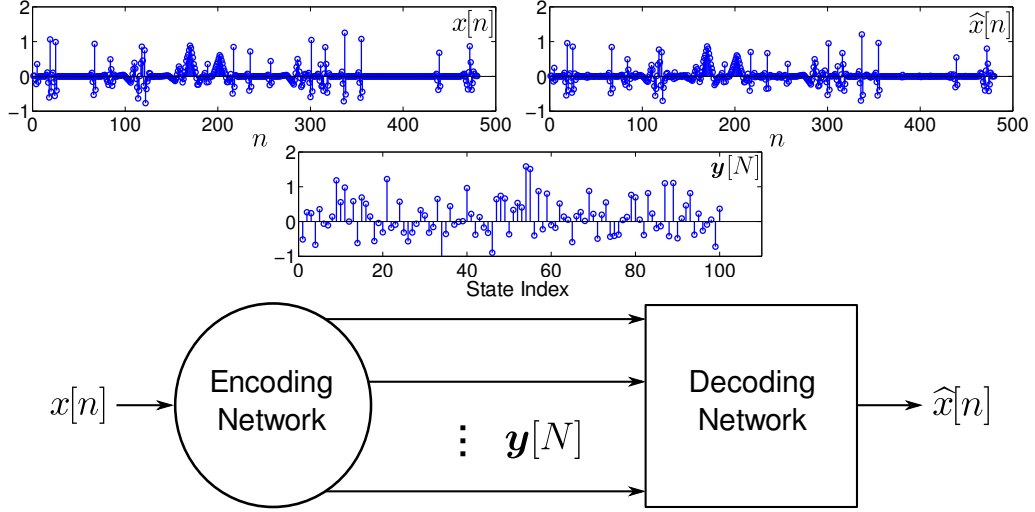 2
1
0
−1
x[n]
0
100
200
300
400
500
n
2
1
0
−1
x̂[n]
0
100
200
300
400
500
n
2
1
0
−1
y[N]
0
20
40
60
80
100
State Index
x[n]
Encoding
Network
⋮ y[N]
Decoding
Network
x̂[n]